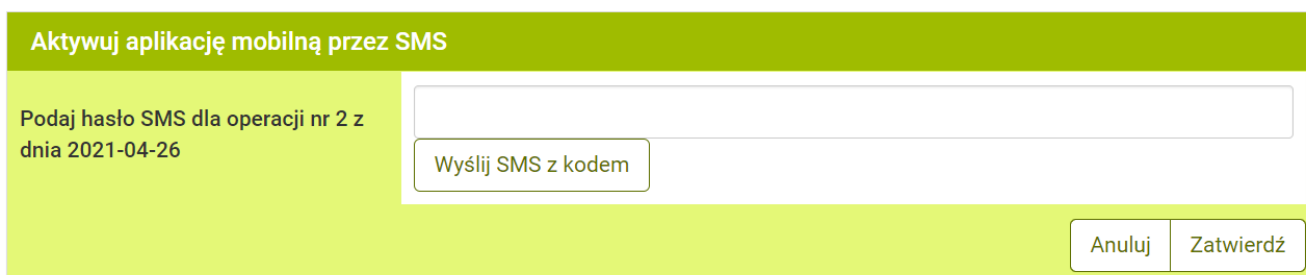 Aktywuj aplikację mobilną przez SMS
Podaj hasło SMS dla operacji nr 2 z
dnia 2021-04-26
Wyślij SMS z kodem
Anuluj Zatwierdź